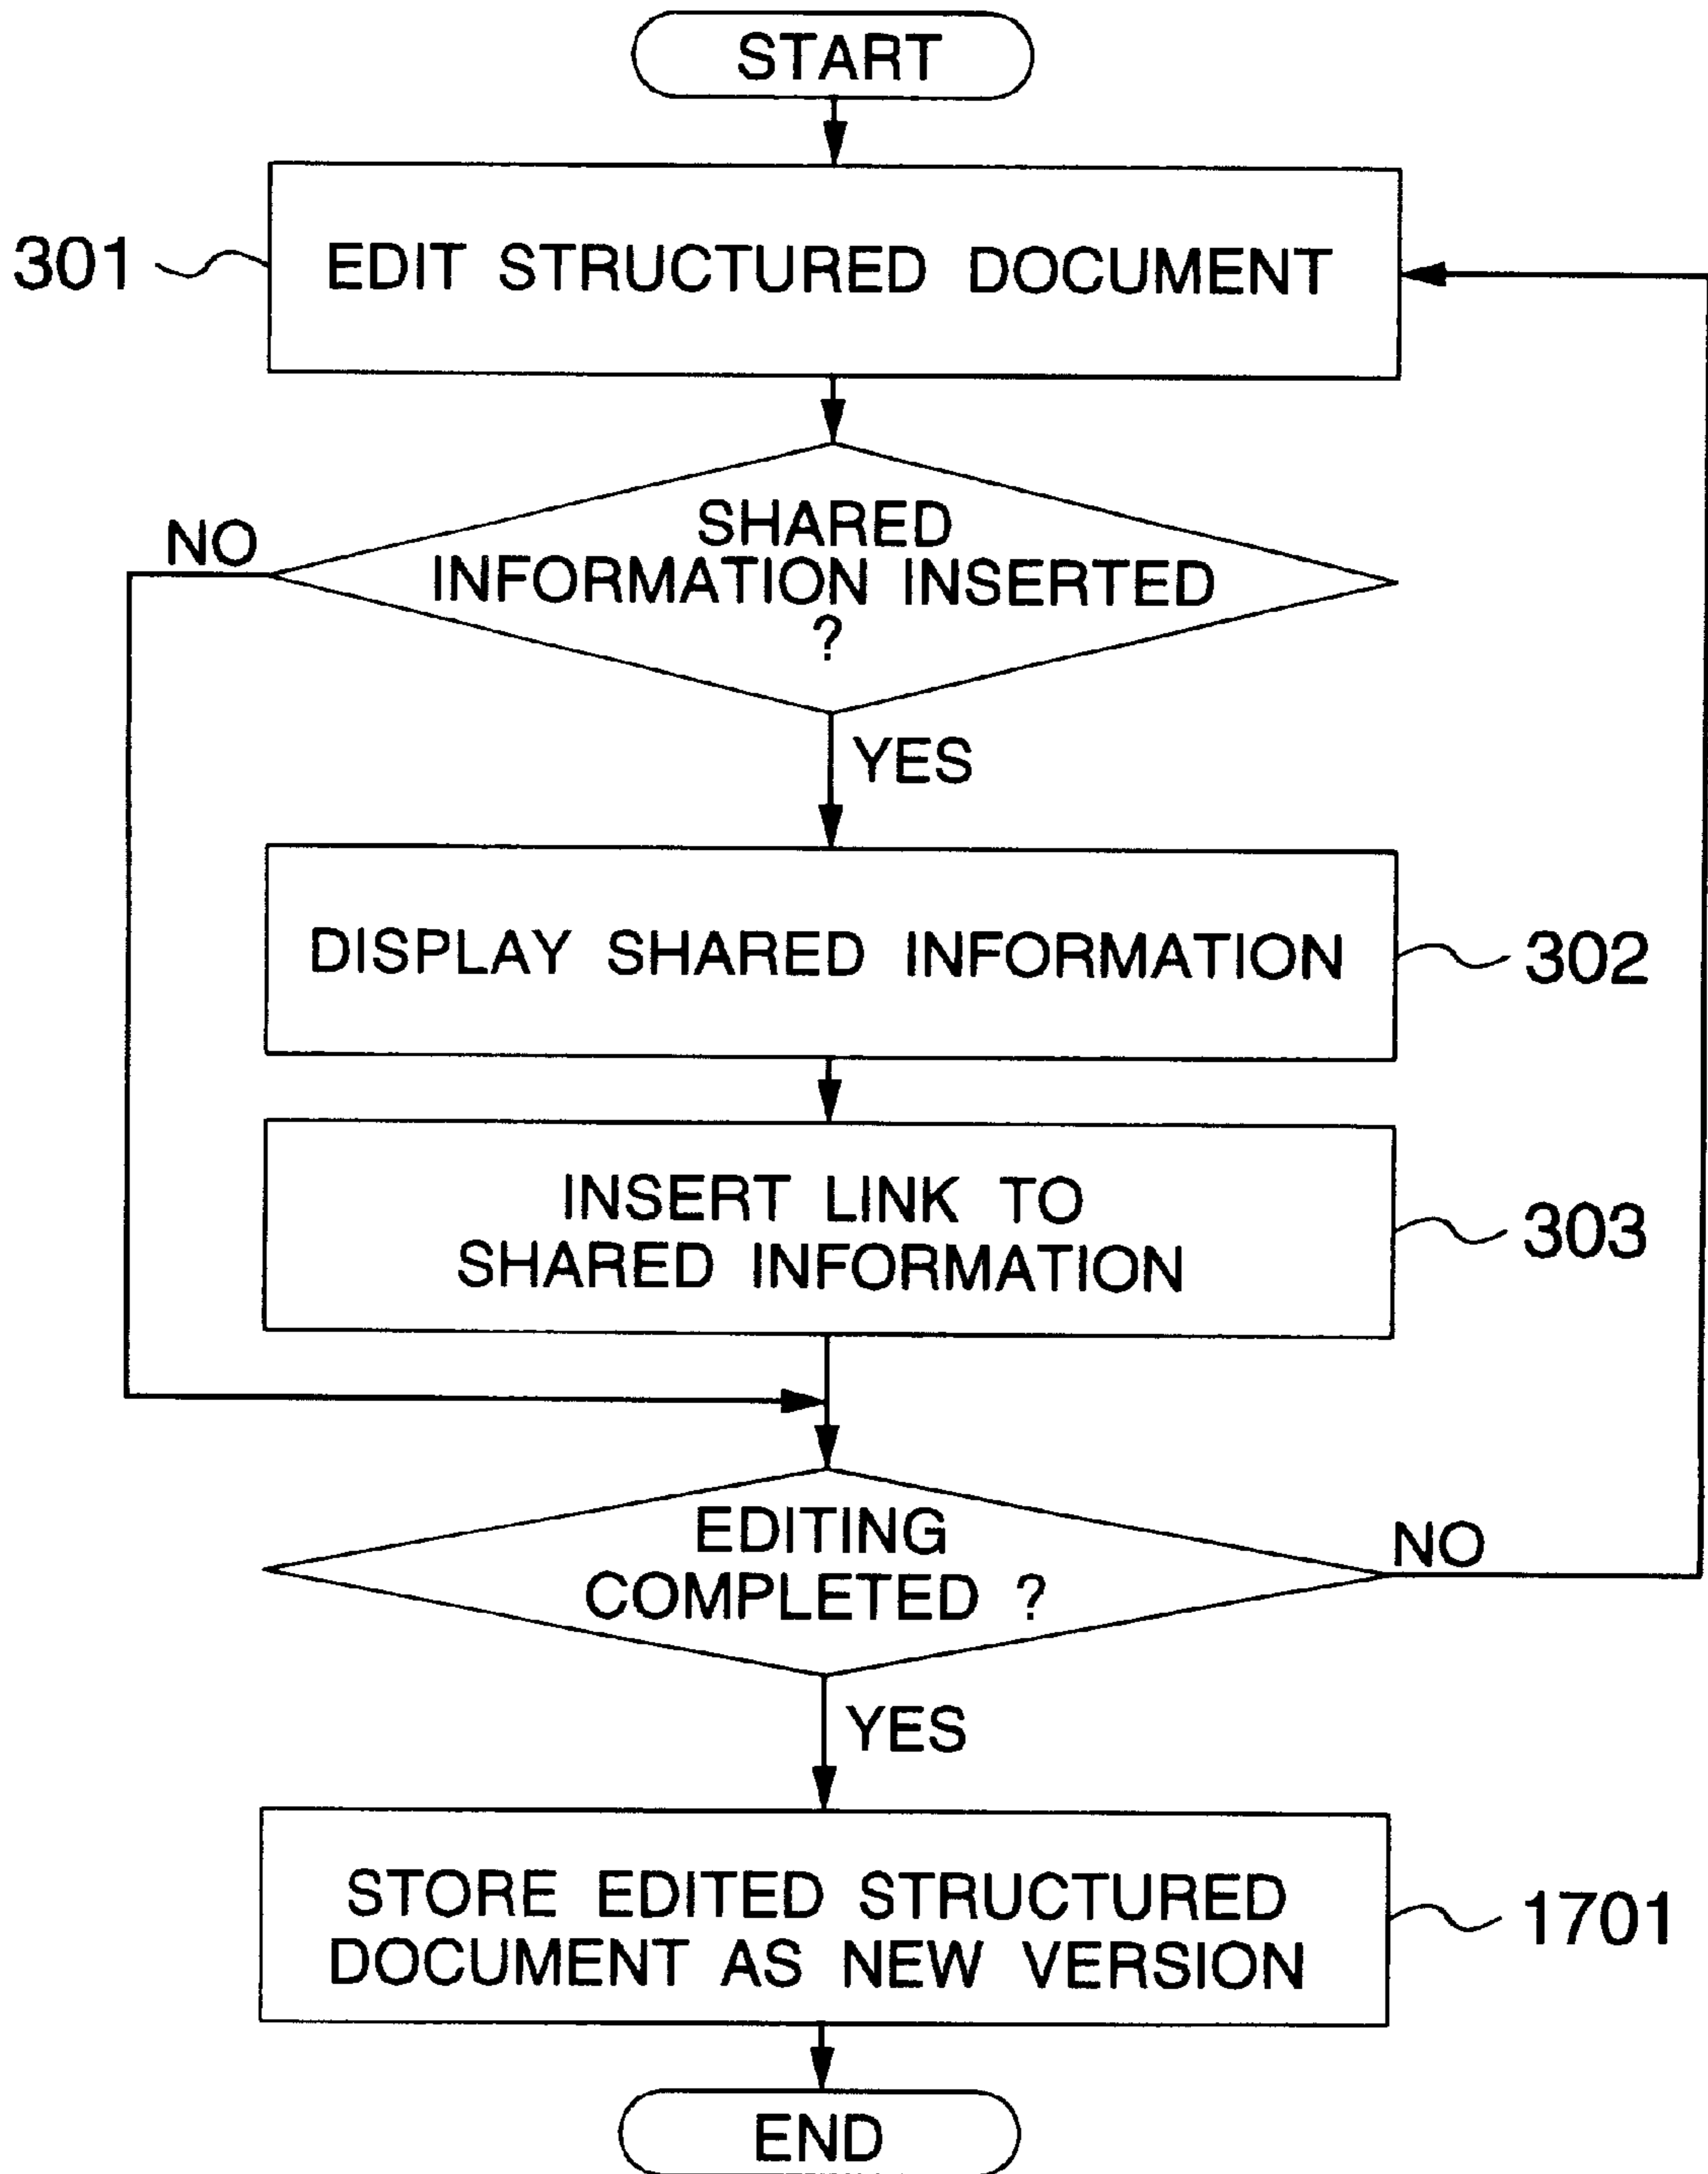 START
301
EDIT STRUCTURED DOCUMENT
SHARED
INFORMATION INSERTED
?
NO
YES
DISPLAY SHARED INFORMATION
302
INSERT LINK TO
SHARED INFORMATION
303
EDITING
COMPLETED ?
NO
YES
STORE EDITED STRUCTURED
DOCUMENT AS NEW VERSION
1701
END